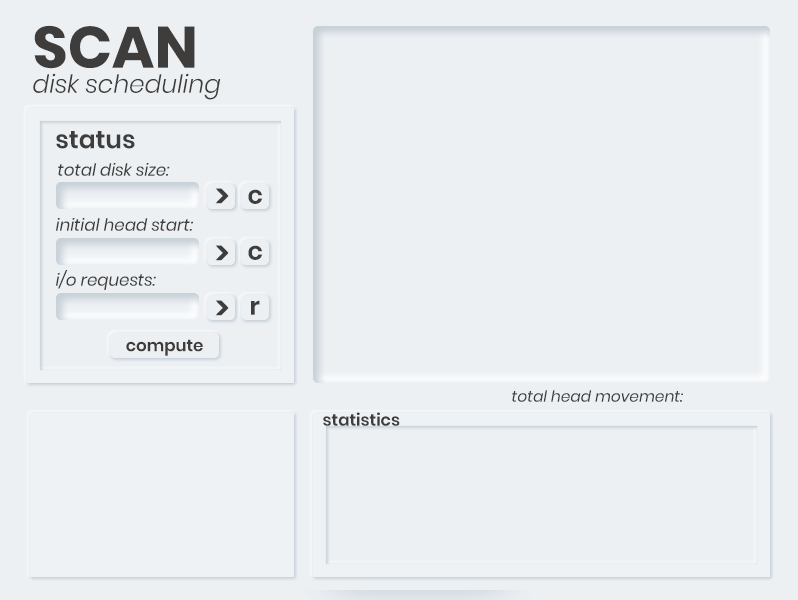 SCAN
disk scheduling
status
total disk size:
c
initial head start:
c
i/o requests:
r
compute
total head movement:
statistics